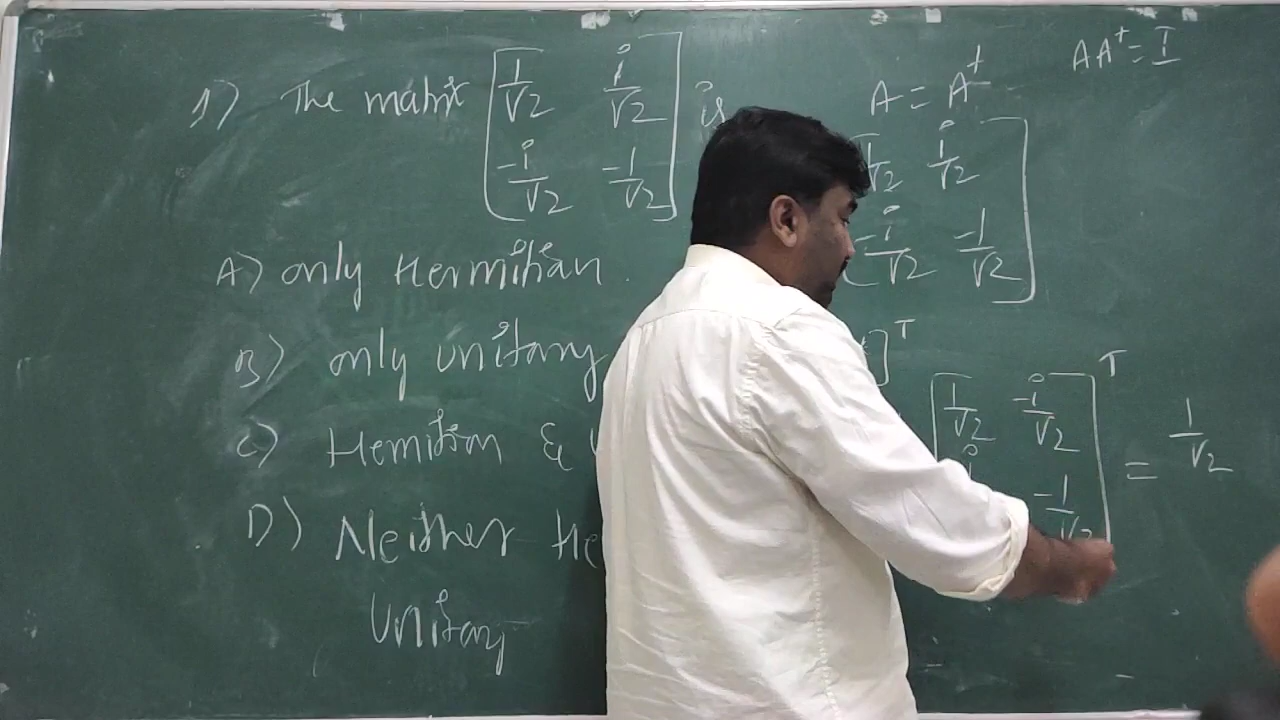 1) The matrix [1/√2 i/√2 is
-i/√2 -1/√2]
A) only Hermitian.
B) only unitary
C) Hemitian &
D) Neither He
Unitary
A = A†
AA† = I
1/√2 i/√2
-i/√2 -1/√2]
]ᵀ
[1/√2 -i/√2 ]ᵀ = 1/√2
-1/√2